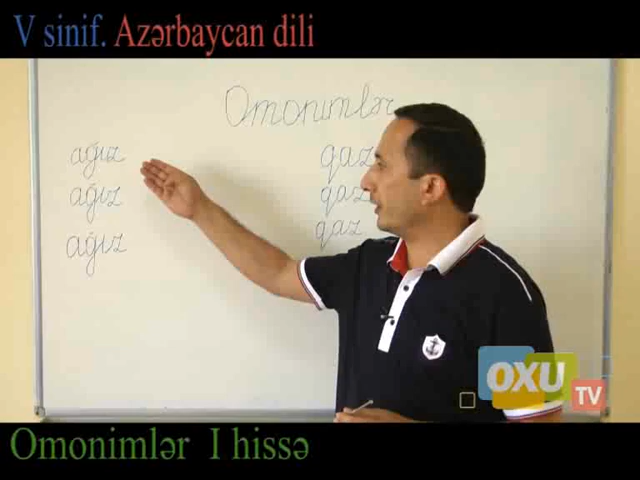 V sinif. Azərbaycan dili
Omonimlər
ağız
ağız
ağız
qaz
qaz
qaz
OXU
TV
Omonimlər I hissə